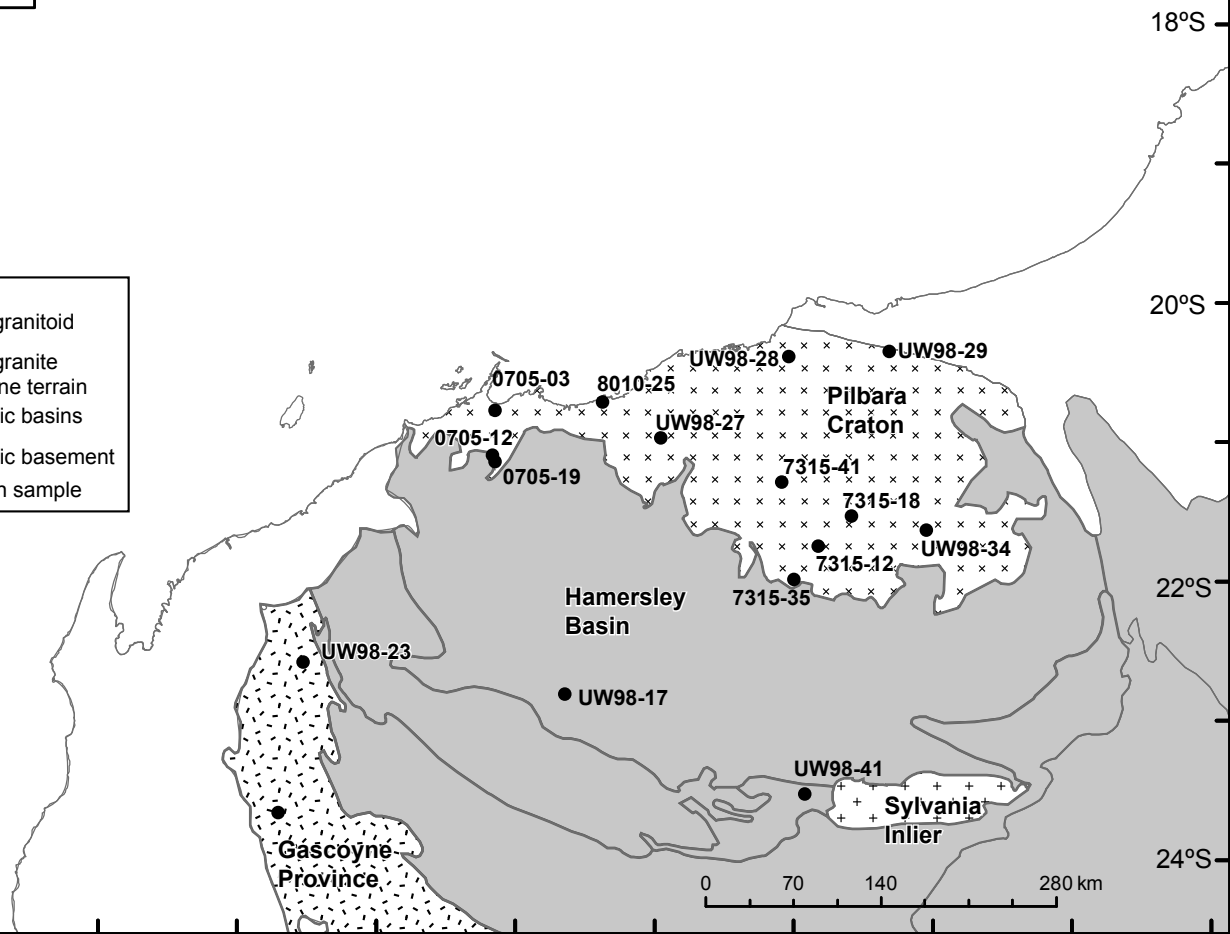 18ºS
20ºS
granitoid
granite
ne terrain
ic basins
ic basement
n sample
UW98-28
UW98-29
0705-03
8010-25
Pilbara
Craton
UW98-27
0705-12
0705-19
7315-41
7315-18
UW98-34
7315-12
7315-35
22ºS
Hamersley
Basin
UW98-23
UW98-17
UW98-41
Sylvania
Inlier
Gascoyne
Province
24ºS
0 70 140 280 km